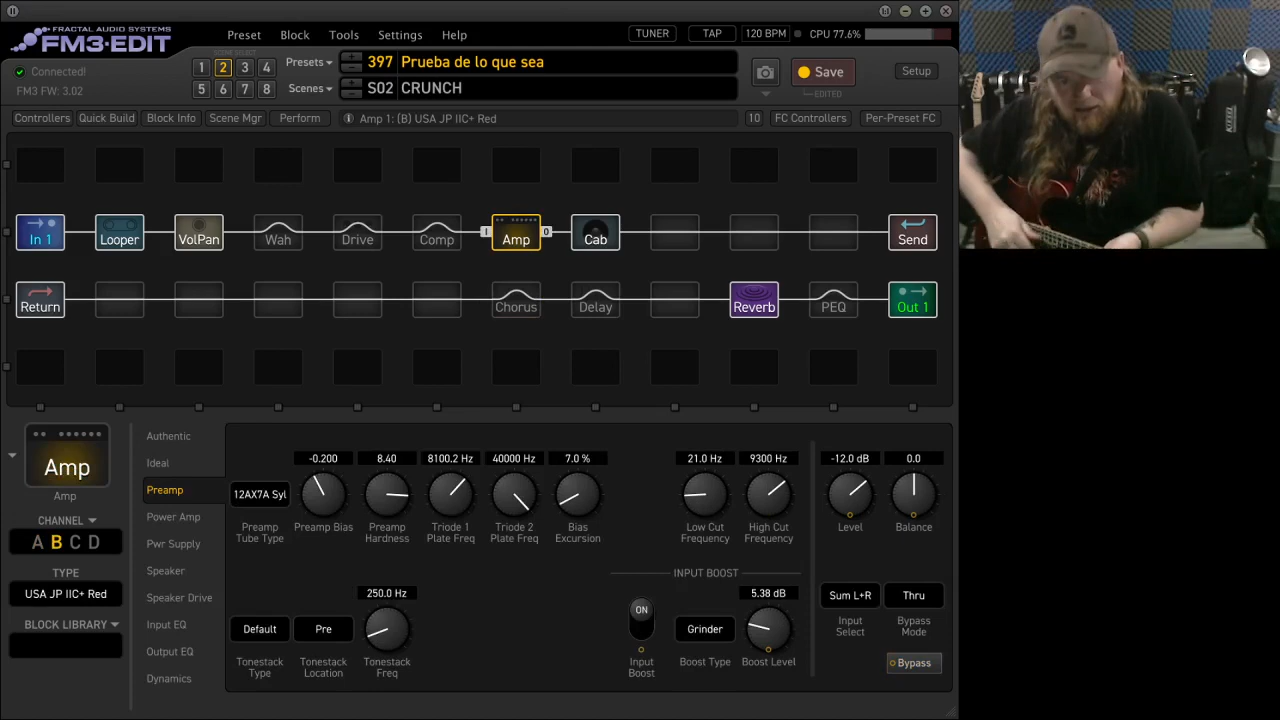 FRACTAL AUDIO SYSTEMS
FM3-EDIT
Preset Block Tools Settings Help
TUNER TAP 120 BPM CPU 77.6%
SCENE SELECT
Connected!
FM3 FW: 3.02
1 2 3 4
5 6 7 8
Presets
397 Prueba de lo que sea
Scenes
S02 CRUNCH
Save
EDITED
Setup
Controllers Quick Build Block Info Scene Mgr Perform
Amp 1: (B) USA JP IIC+ Red
10 FC Controllers Per-Preset FC
In 1 Looper VolPan Wah Drive Comp I Amp O Cab Send
Return Chorus Delay Reverb PEQ Out 1
Amp
Amp
CHANNEL
A B C D
TYPE
USA JP IIC+ Red
BLOCK LIBRARY
Authentic
Ideal
Preamp
Power Amp
Pwr Supply
Speaker
Speaker Drive
Input EQ
Output EQ
Dynamics
-0.200 8.40 8100.2 Hz 40000 Hz 7.0 % 21.0 Hz 9300 Hz -12.0 dB 0.0
12AX7A Syl
Preamp Tube Type Preamp Bias Preamp Hardness Triode 1 Plate Freq Triode 2 Plate Freq Bias Excursion Low Cut Frequency High Cut Frequency Level Balance
INPUT BOOST
250.0 Hz 5.38 dB
Default Pre ON Grinder Sum L+R Thru
Tonestack Type Tonestack Location Tonestack Freq Input Boost Boost Type Boost Level Input Select Bypass Mode
Bypass